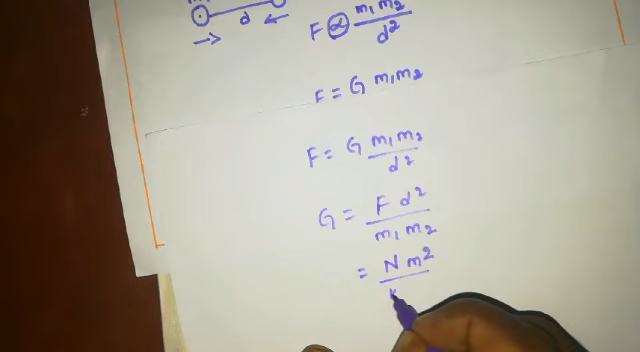 d
F ∝ m₁m₂/d²
F = G m₁m₂
F = G m₁m₂/d²
G = F d²/m₁ m₂
= N m²/